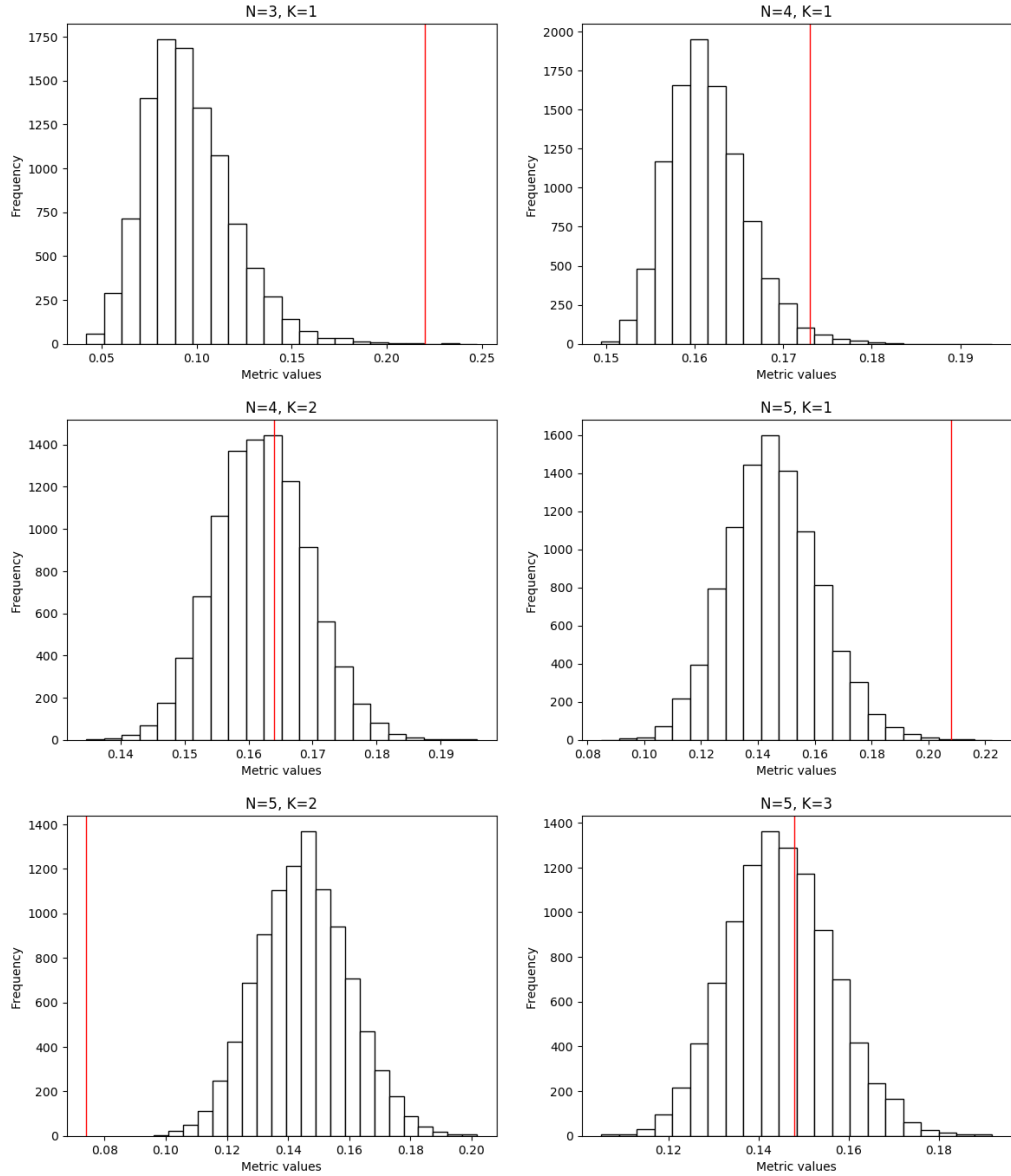 N=3, K=1
1750
1500
1250
1000
750
500
250
0
Frequency
0.05 0.10 0.15 0.20 0.25
Metric values
N=4, K=1
2000
1750
1500
1250
1000
750
500
250
0
Frequency
0.15 0.16 0.17 0.18 0.19
Metric values
N=4, K=2
1400
1200
1000
800
600
400
200
0
Frequency
0.14 0.15 0.16 0.17 0.18 0.19
Metric values
N=5, K=1
1600
1400
1200
1000
800
600
400
200
0
Frequency
0.08 0.10 0.12 0.14 0.16 0.18 0.20 0.22
Metric values
N=5, K=2
1400
1200
1000
800
600
400
200
0
Frequency
0.08 0.10 0.12 0.14 0.16 0.18 0.20
Metric values
N=5, K=3
1400
1200
1000
800
600
400
200
0
Frequency
0.12 0.14 0.16 0.18
Metric values